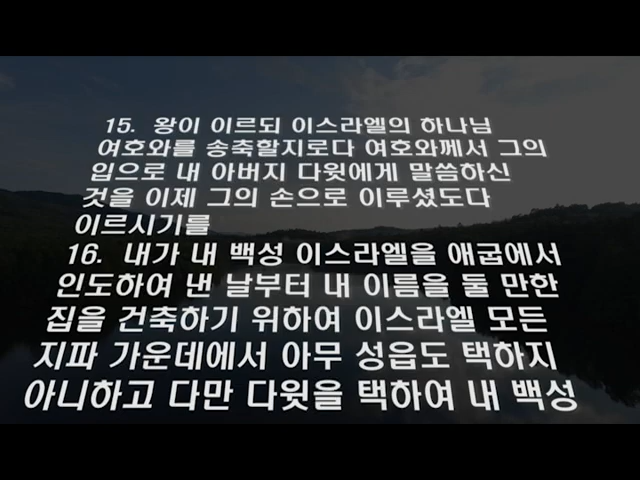 15. 왕이 이르되 이스라엘의 하나님
여호와를 송축할지로다 여호와께서 그의
입으로 내 아버지 다윗에게 말씀하신
것을 이제 그의 손으로 이루셨도다
이르시기를
16. 내가 내 백성 이스라엘을 애굽에서
인도하여 낸 날부터 내 이름을 둘 만한
집을 건축하기 위하여 이스라엘 모든
지파 가운데에서 아무 성읍도 택하지
아니하고 다만 다윗을 택하여 내 백성